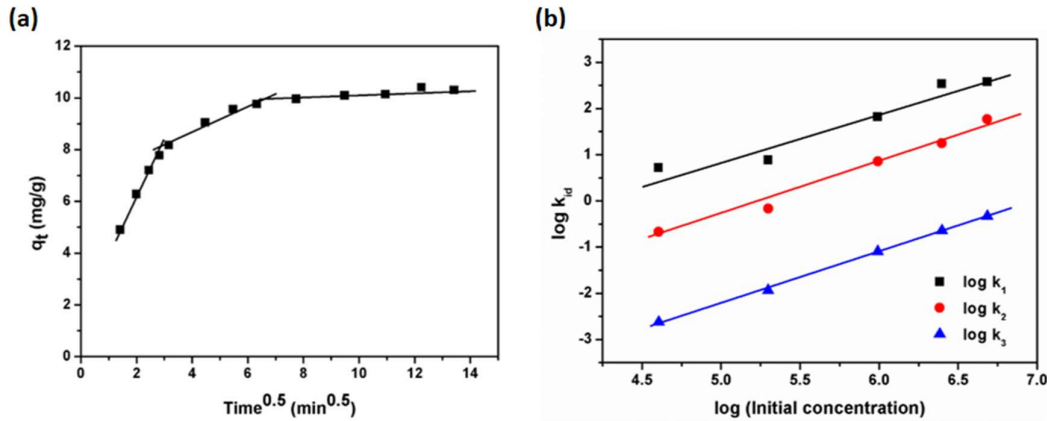 (a)
12
10
8
6
4
2
0
q_t (mg/g)
0 2 4 6 8 10 12 14
Time^0.5 (min^0.5)
(b)
3
2
1
0
-1
-2
-3
log k_id
log k_1
log k_2
log k_3
4.5 5.0 5.5 6.0 6.5 7.0
log (Initial concentration)